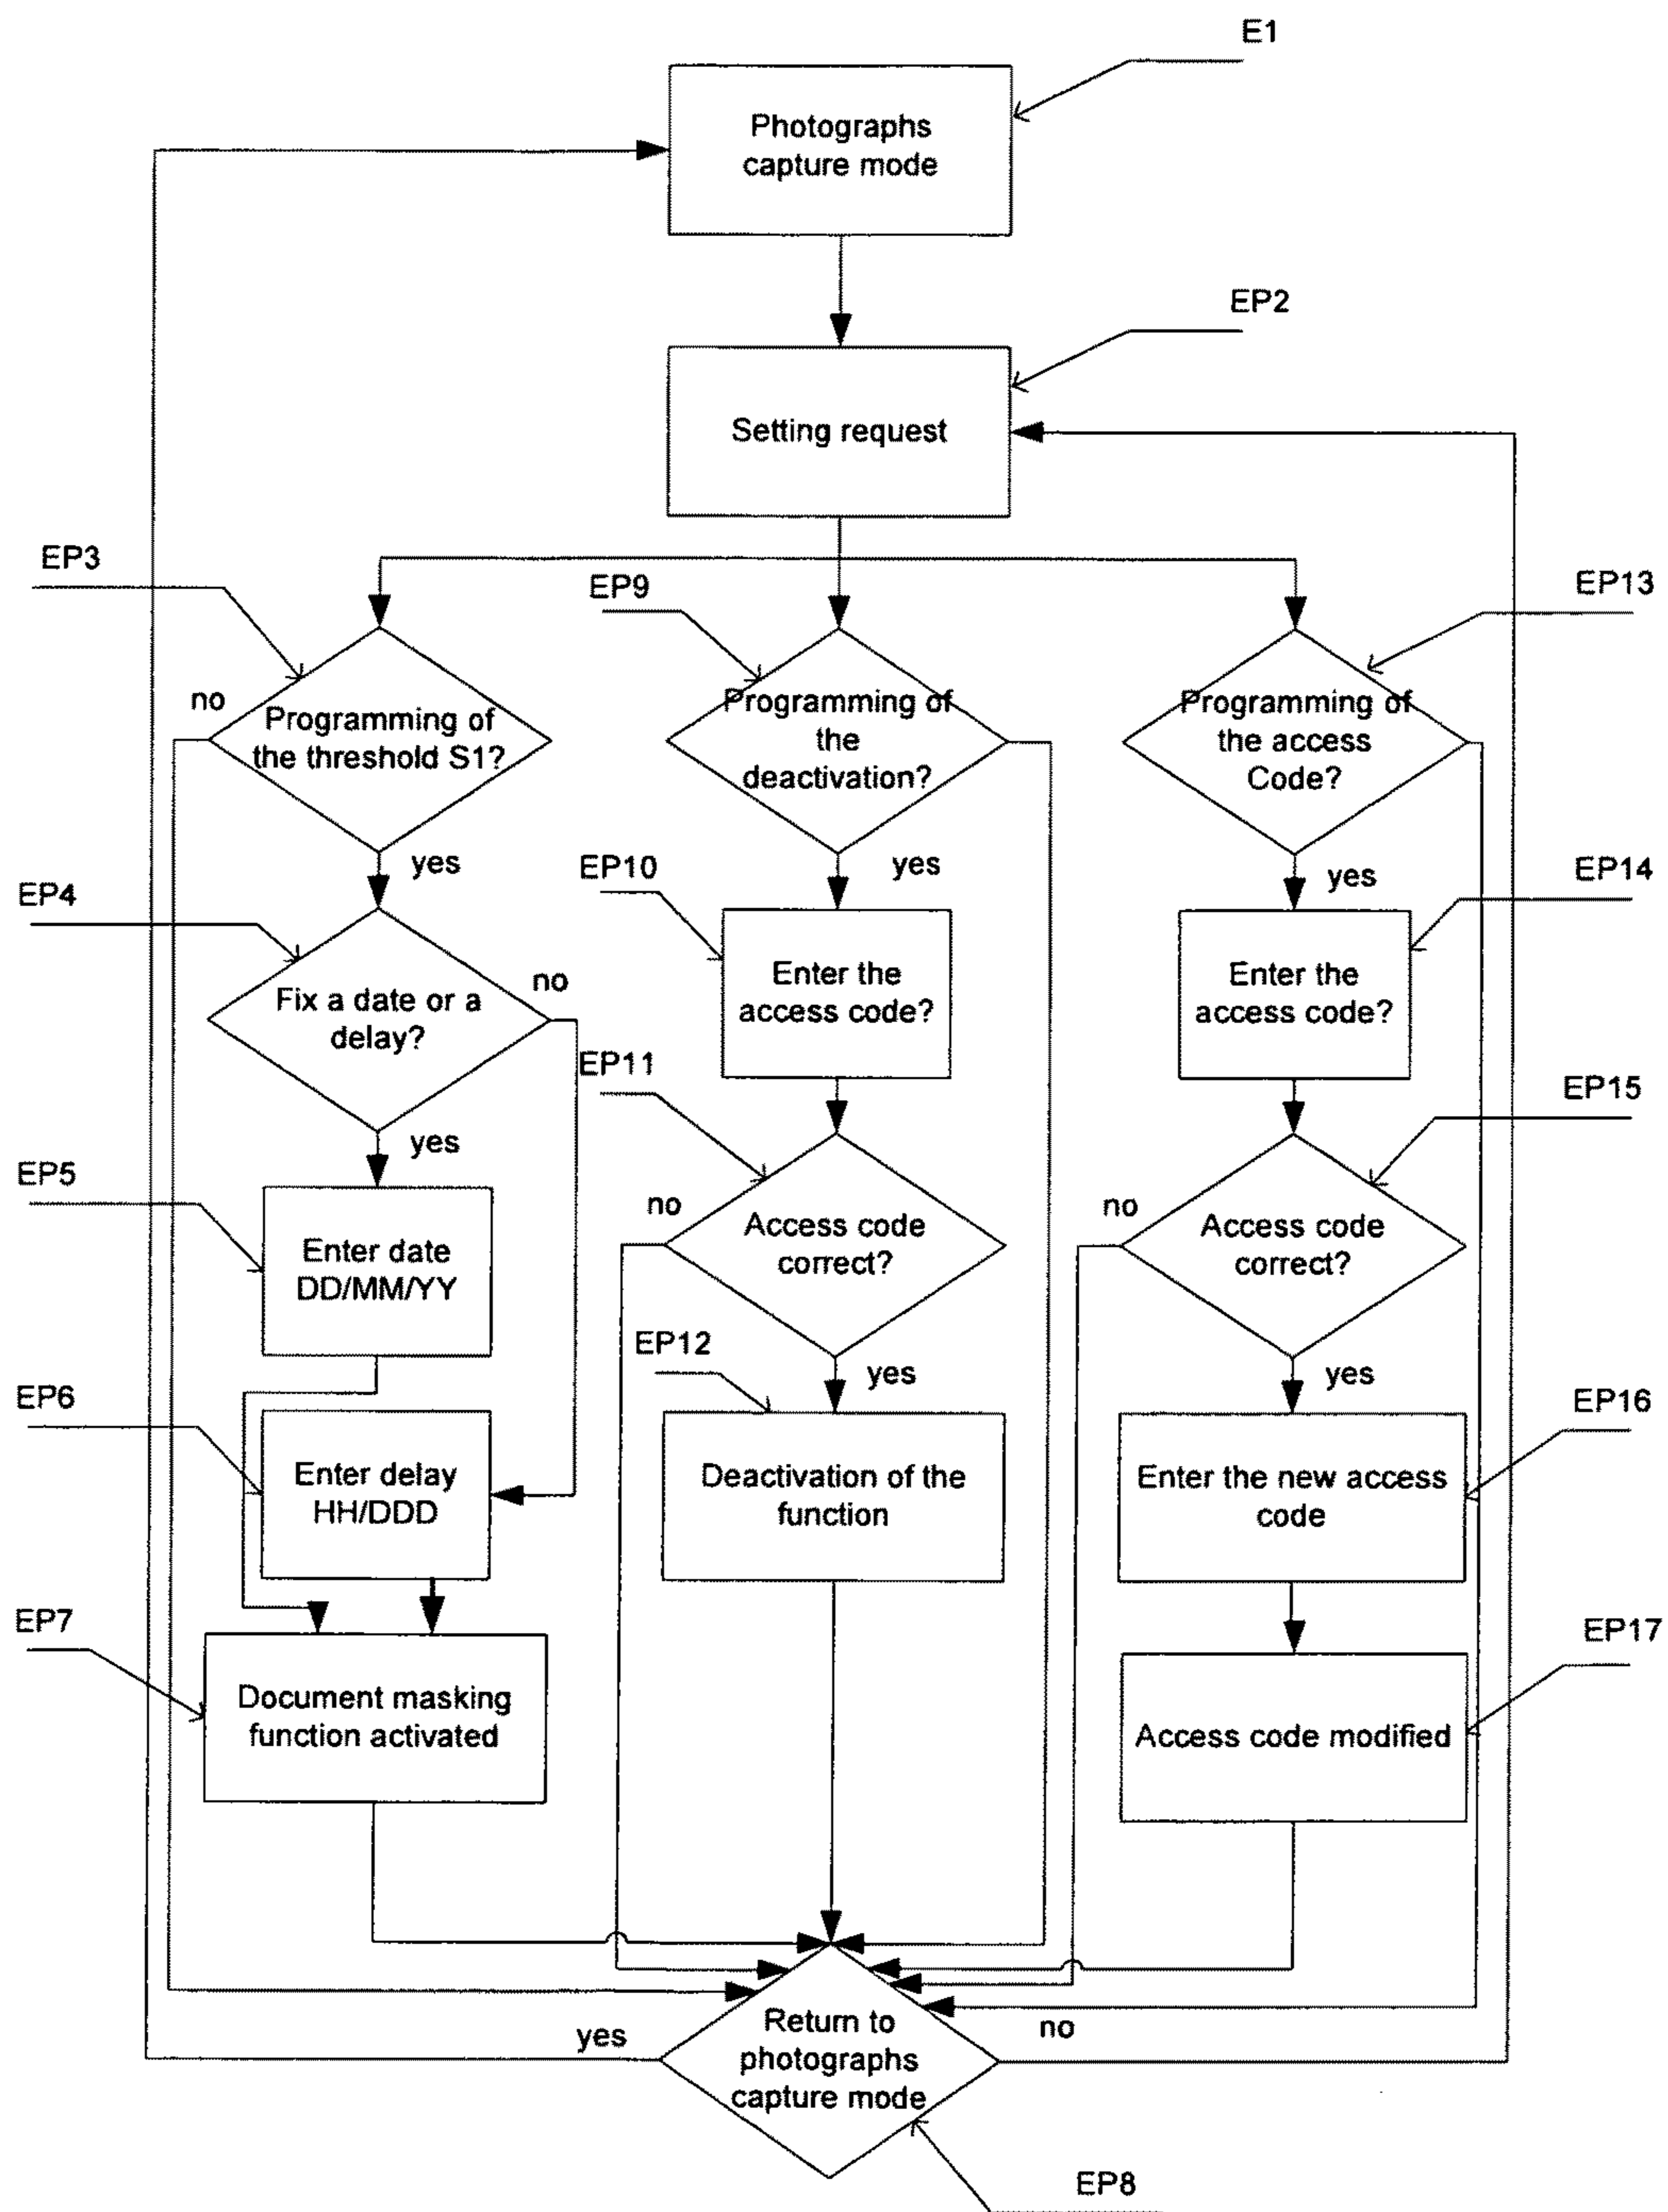 E1
Photographs
capture mode
EP2
Setting request
EP3
EP9
EP13
no
Programming of
the threshold S1?
Programming of
the
deactivation?
Programming of
the access
Code?
yes
yes
yes
EP4
EP10
EP14
Fix a date or a
delay?
no
Enter the
access code?
Enter the
access code?
EP11
EP15
yes
EP5
no
no
Enter date
DD/MM/YY
Access code
correct?
Access code
correct?
EP12
yes
yes
EP6
EP16
Enter delay
HH/DDD
Deactivation of the
function
Enter the new access
code
EP7
EP17
Document masking
function activated
Access code modified
yes
no
Return to
photographs
capture mode
EP8